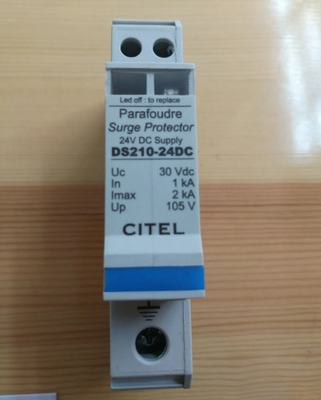 Led off : to replace
Parafoudre
Surge Protector
24V DC Supply
DS210-24DC
Uc 30 Vdc
In 1 kA
Imax 2 kA
Up 105 V
CITEL